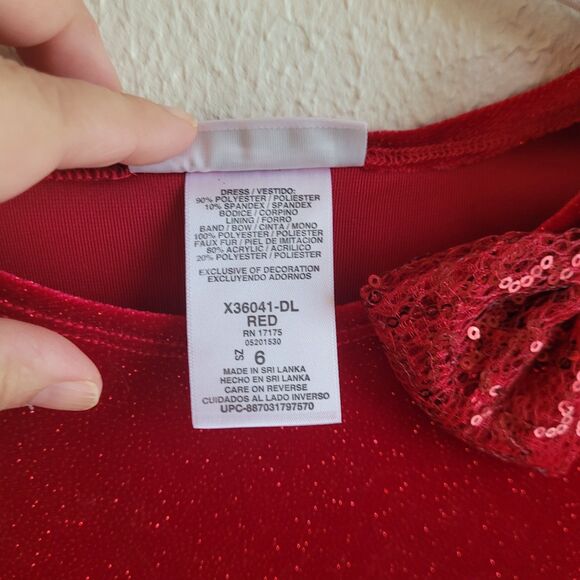 DRESS / VESTIDO:
90% POLYESTER / POLIESTER
10% SPANDEX / SPANDEX
BODICE / CORPINO
LINING / FORRO
BAND / BOW / CINTA / MONO
100% POLYESTER / POLIESTER
FAUX FUR / PIEL DE IMITACION
80% ACRYLIC / ACRILICO
20% POLYESTER / POLIESTER
EXCLUSIVE OF DECORATION
EXCLUYENDO ADORNOS
X36041-DL
RED
RN 17175
05201530
SZ 6
MADE IN SRI LANKA
HECHO EN SRI LANKA
CARE ON REVERSE
CUIDADOS AL LADO INVERSO
UPC-887031797570